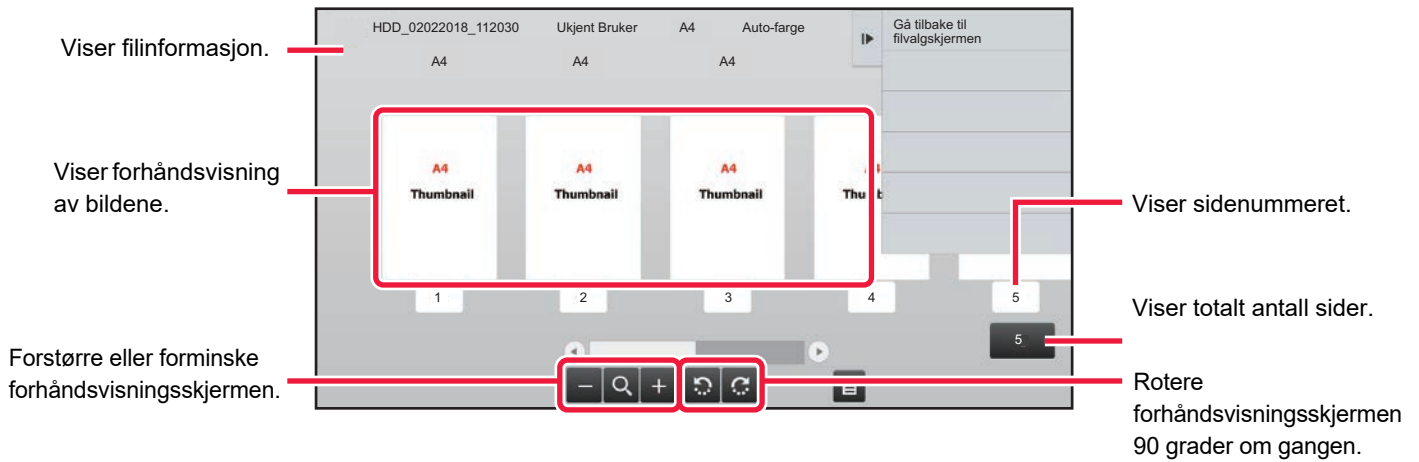 Viser filinformasjon.
HDD_02022018_112030 Ukjent Bruker A4 Auto-farge
Gå tilbake til
filvalgskjermen
A4 A4 A4
Viser forhåndsvisning
av bildene.
A4 A4 A4
Thumbnail Thumbnail Thumbnail
Viser sidenummeret.
1 2 3 4 5
Viser totalt antall sider.
5
Forstørre eller forminske
forhåndsvisningsskjermen.
Rotere
forhåndsvisningsskjermen
90 grader om gangen.